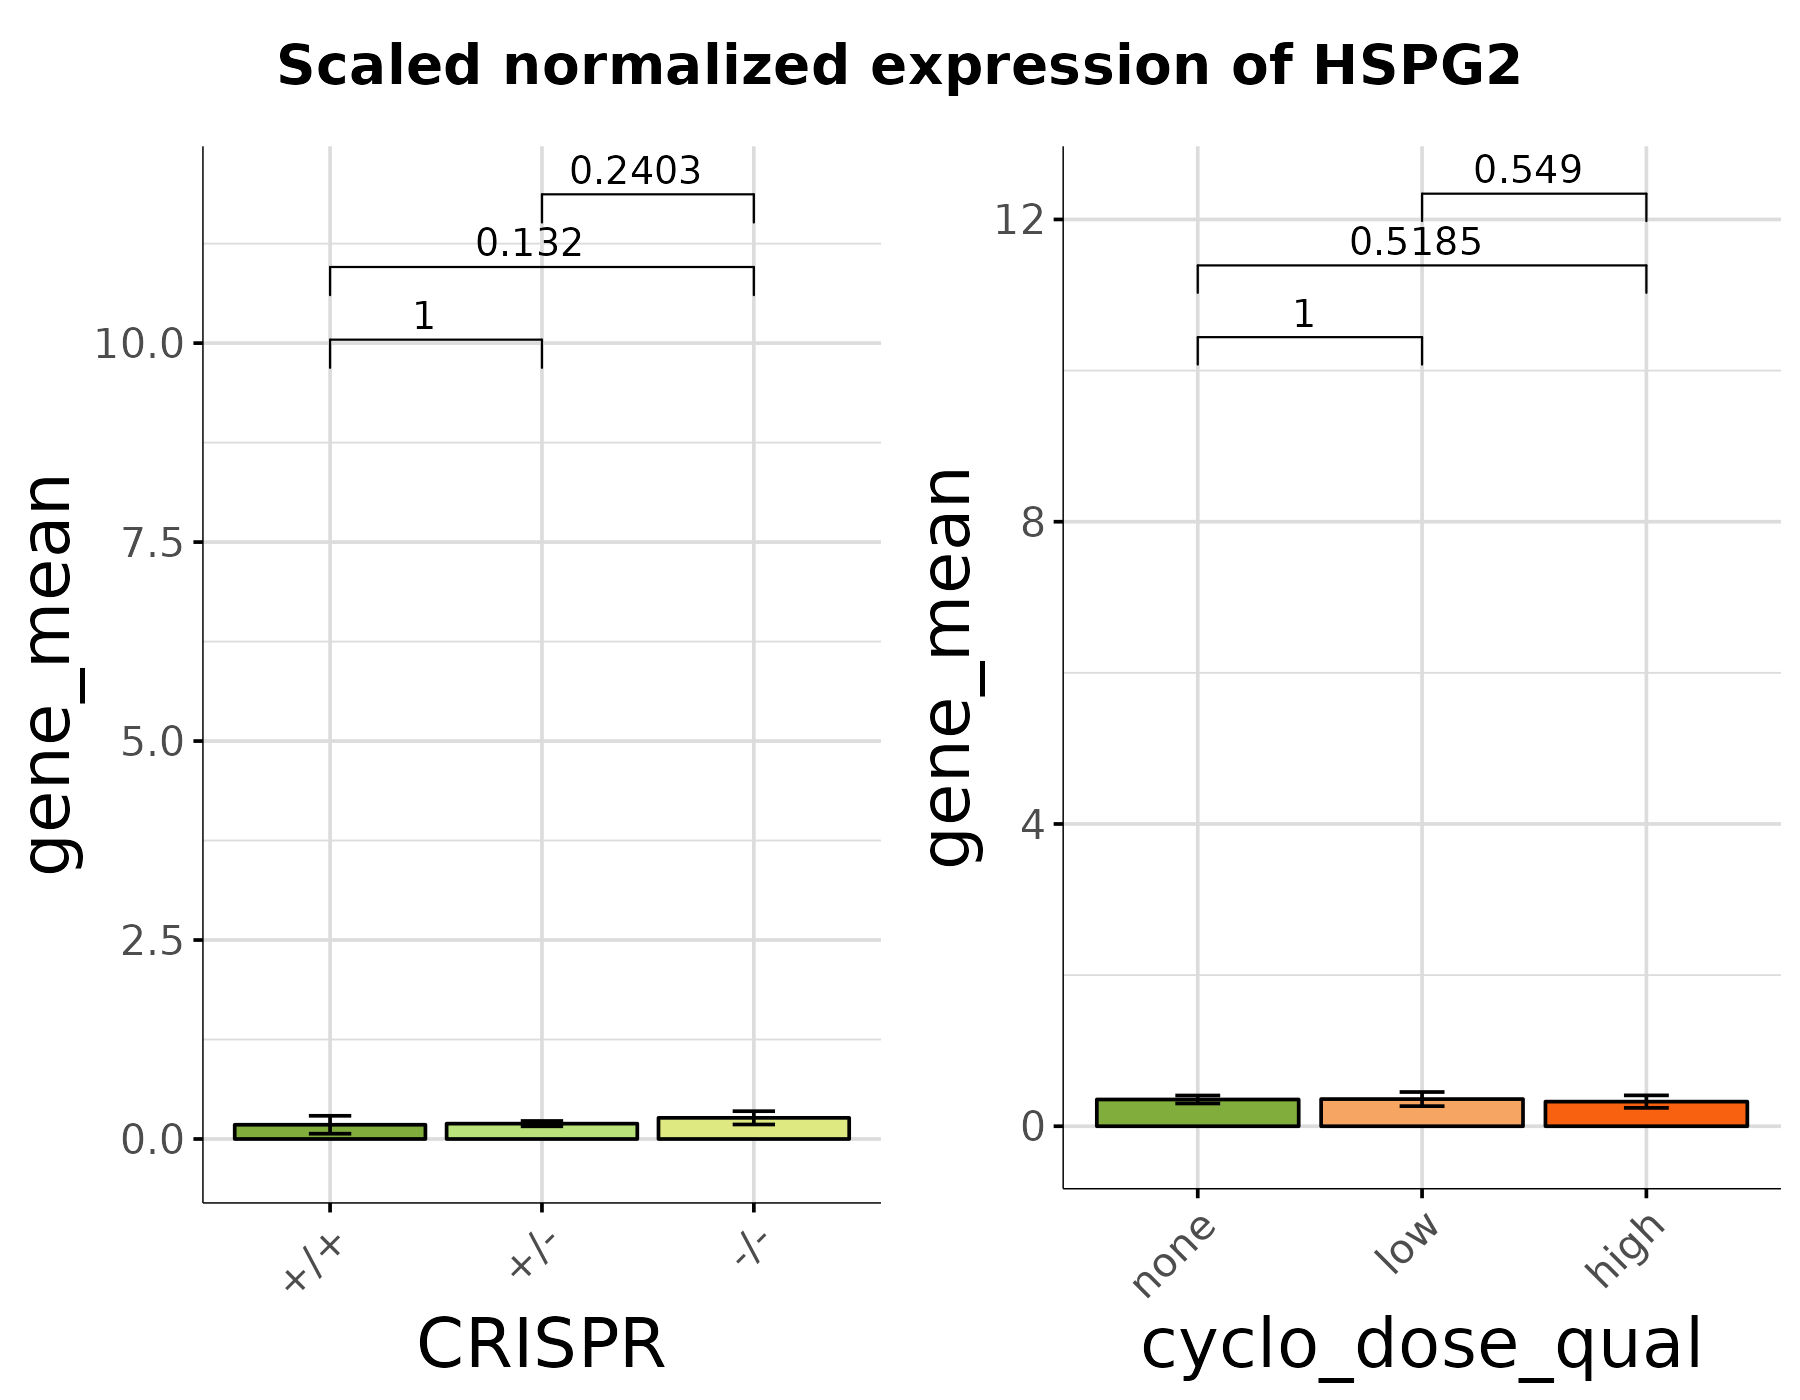 Scaled normalized expression of HSPG2
gene_mean
10.0
7.5
5.0
2.5
0.0
0.2403
0.132
1
+/+
+/-
-/-
CRISPR
gene_mean
12
8
4
0
0.549
0.5185
1
none
low
high
cyclo_dose_qual